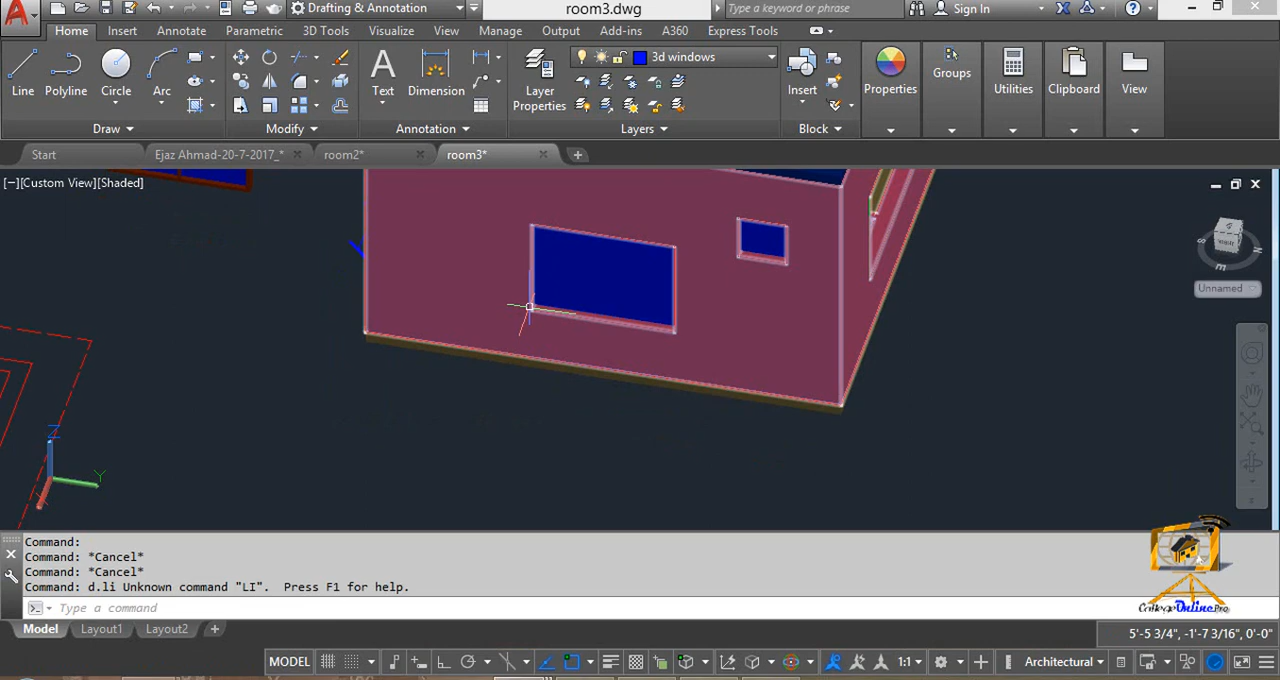 Drafting & Annotation
room3.dwg
Type a keyword or phrase
Sign In
Home Insert Annotate Parametric 3D Tools Visualize View Manage Output Add-ins A360 Express Tools
Line Polyline Circle Arc
Text Dimension
Layer Properties
3d windows
Insert
Properties Groups Utilities Clipboard View
Draw Modify Annotation Layers Block
Start Ejaz Ahmad-20-7-2017_* room2* room3*
[−][Custom View][Shaded]
S N
Unnamed
Z
Y
X
Command:
Command: *Cancel*
Command: *Cancel*
Command: d.li Unknown command "LI". Press F1 for help.
Type a command
College Online Pro
Model Layout1 Layout2
5'-5 3/4", -1'-7 3/16", 0'-0"
MODEL 1:1 Architectural